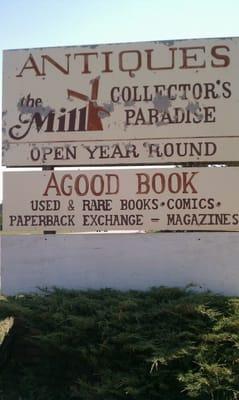 ANTIQUES
the Mill COLLECTOR'S
PARADISE
OPEN YEAR ROUND
AGOOD BOOK
USED & RARE BOOKS • COMICS •
PAPERBACK EXCHANGE - MAGAZINES